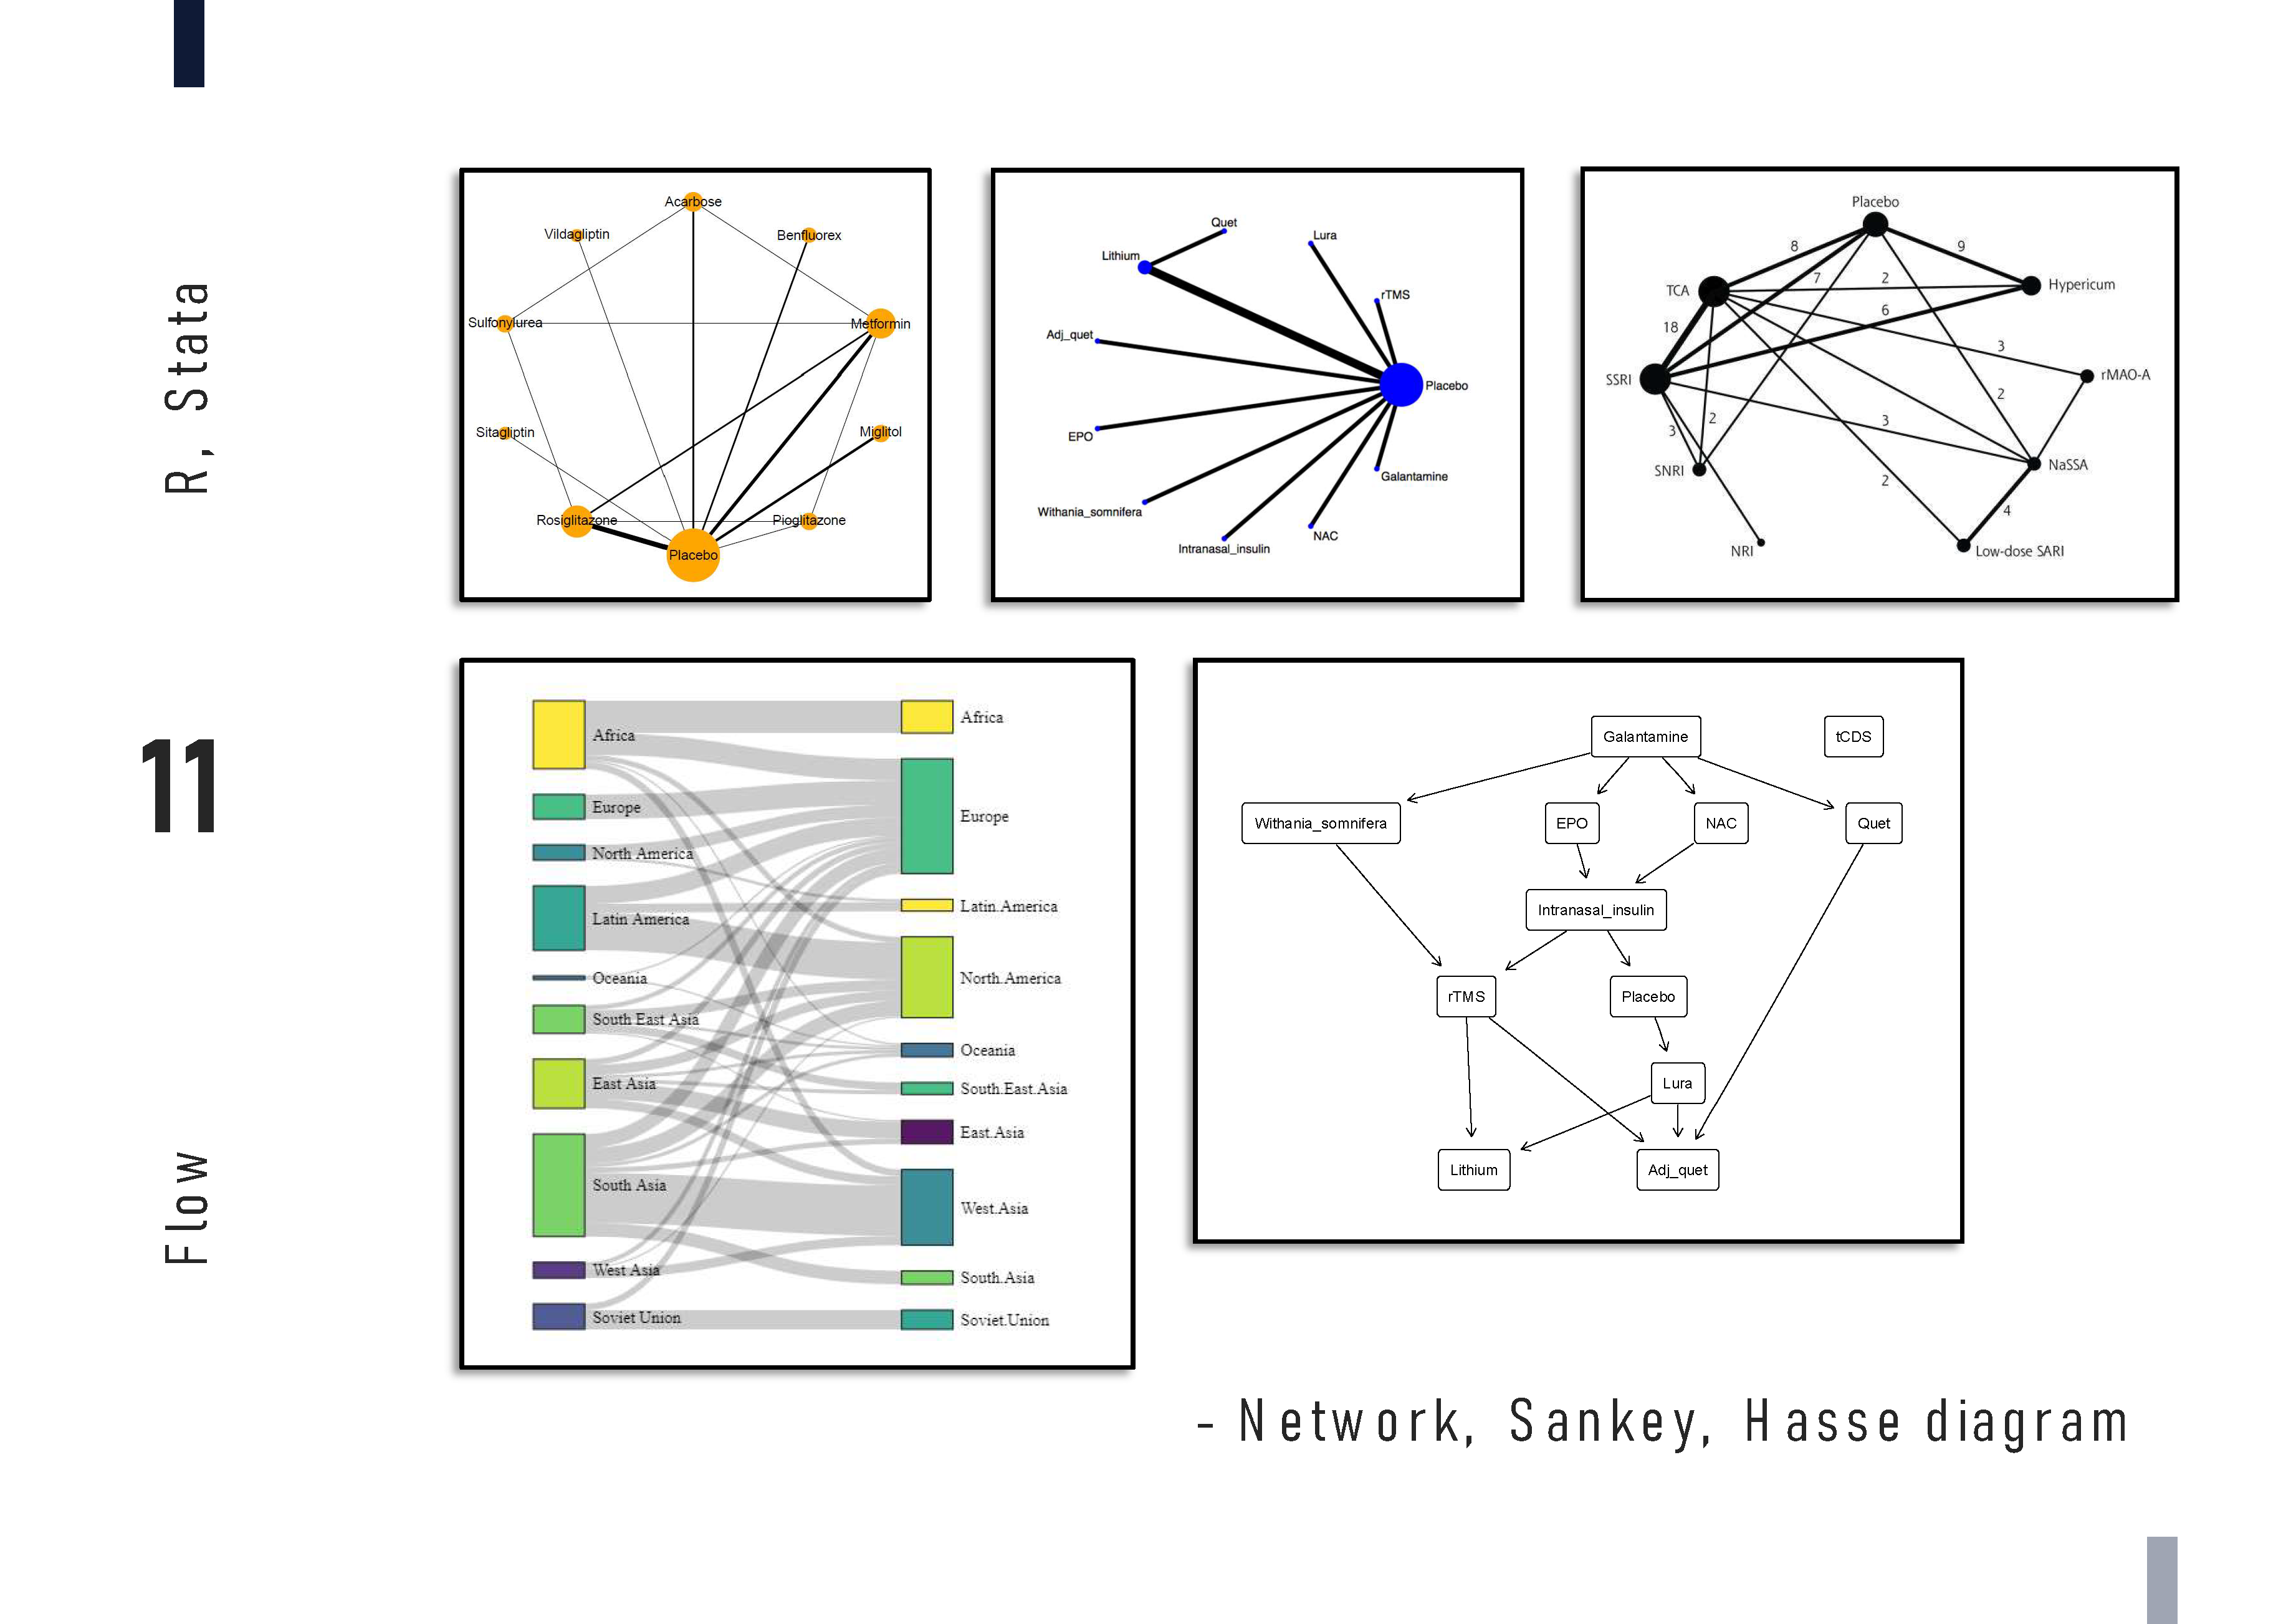 R, Stata
11
Flow
Acarbose
Vildagliptin
Benfluorex
Sulfonylurea
Metformin
Sitagliptin
Miglitol
Rosiglitazone
Pioglitazone
Placebo
Quet
Lura
Lithium
rTMS
Adj_quet
Placebo
EPO
Galantamine
Withania_somnifera
NAC
Intranasal_insulin
Placebo
8
9
TCA
7
2
Hypericum
6
18
3
SSRI
rMAO-A
2
2
3
3
SNRI
NaSSA
2
4
NRI
Low-dose SARI
Africa
Europe
North America
Latin America
Oceania
South East Asia
East Asia
South Asia
West Asia
Soviet Union
Africa
Europe
Latin.America
North.America
Oceania
South.East.Asia
East.Asia
West.Asia
South.Asia
Soviet.Union
Galantamine
tCDS
Withania_somnifera
EPO
NAC
Quet
Intranasal_insulin
rTMS
Placebo
Lura
Lithium
Adj_quet
- Network, Sankey, Hasse diagram